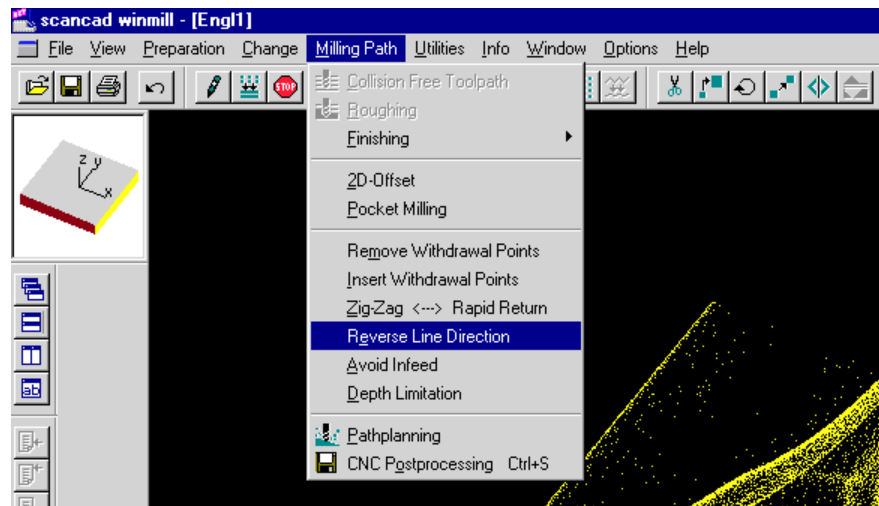 scancad winmill - [Engl1]
File View Preparation Change Milling Path Utilities Info Window Options Help
STOP
Collision Free Toolpath
Roughing
Finishing
2D-Offset
Pocket Milling
Remove Withdrawal Points
Insert Withdrawal Points
Zig-Zag <---> Rapid Return
Reverse Line Direction
Avoid Infeed
Depth Limitation
Pathplanning
CNC Postprocessing Ctrl+S
z y
x
ab